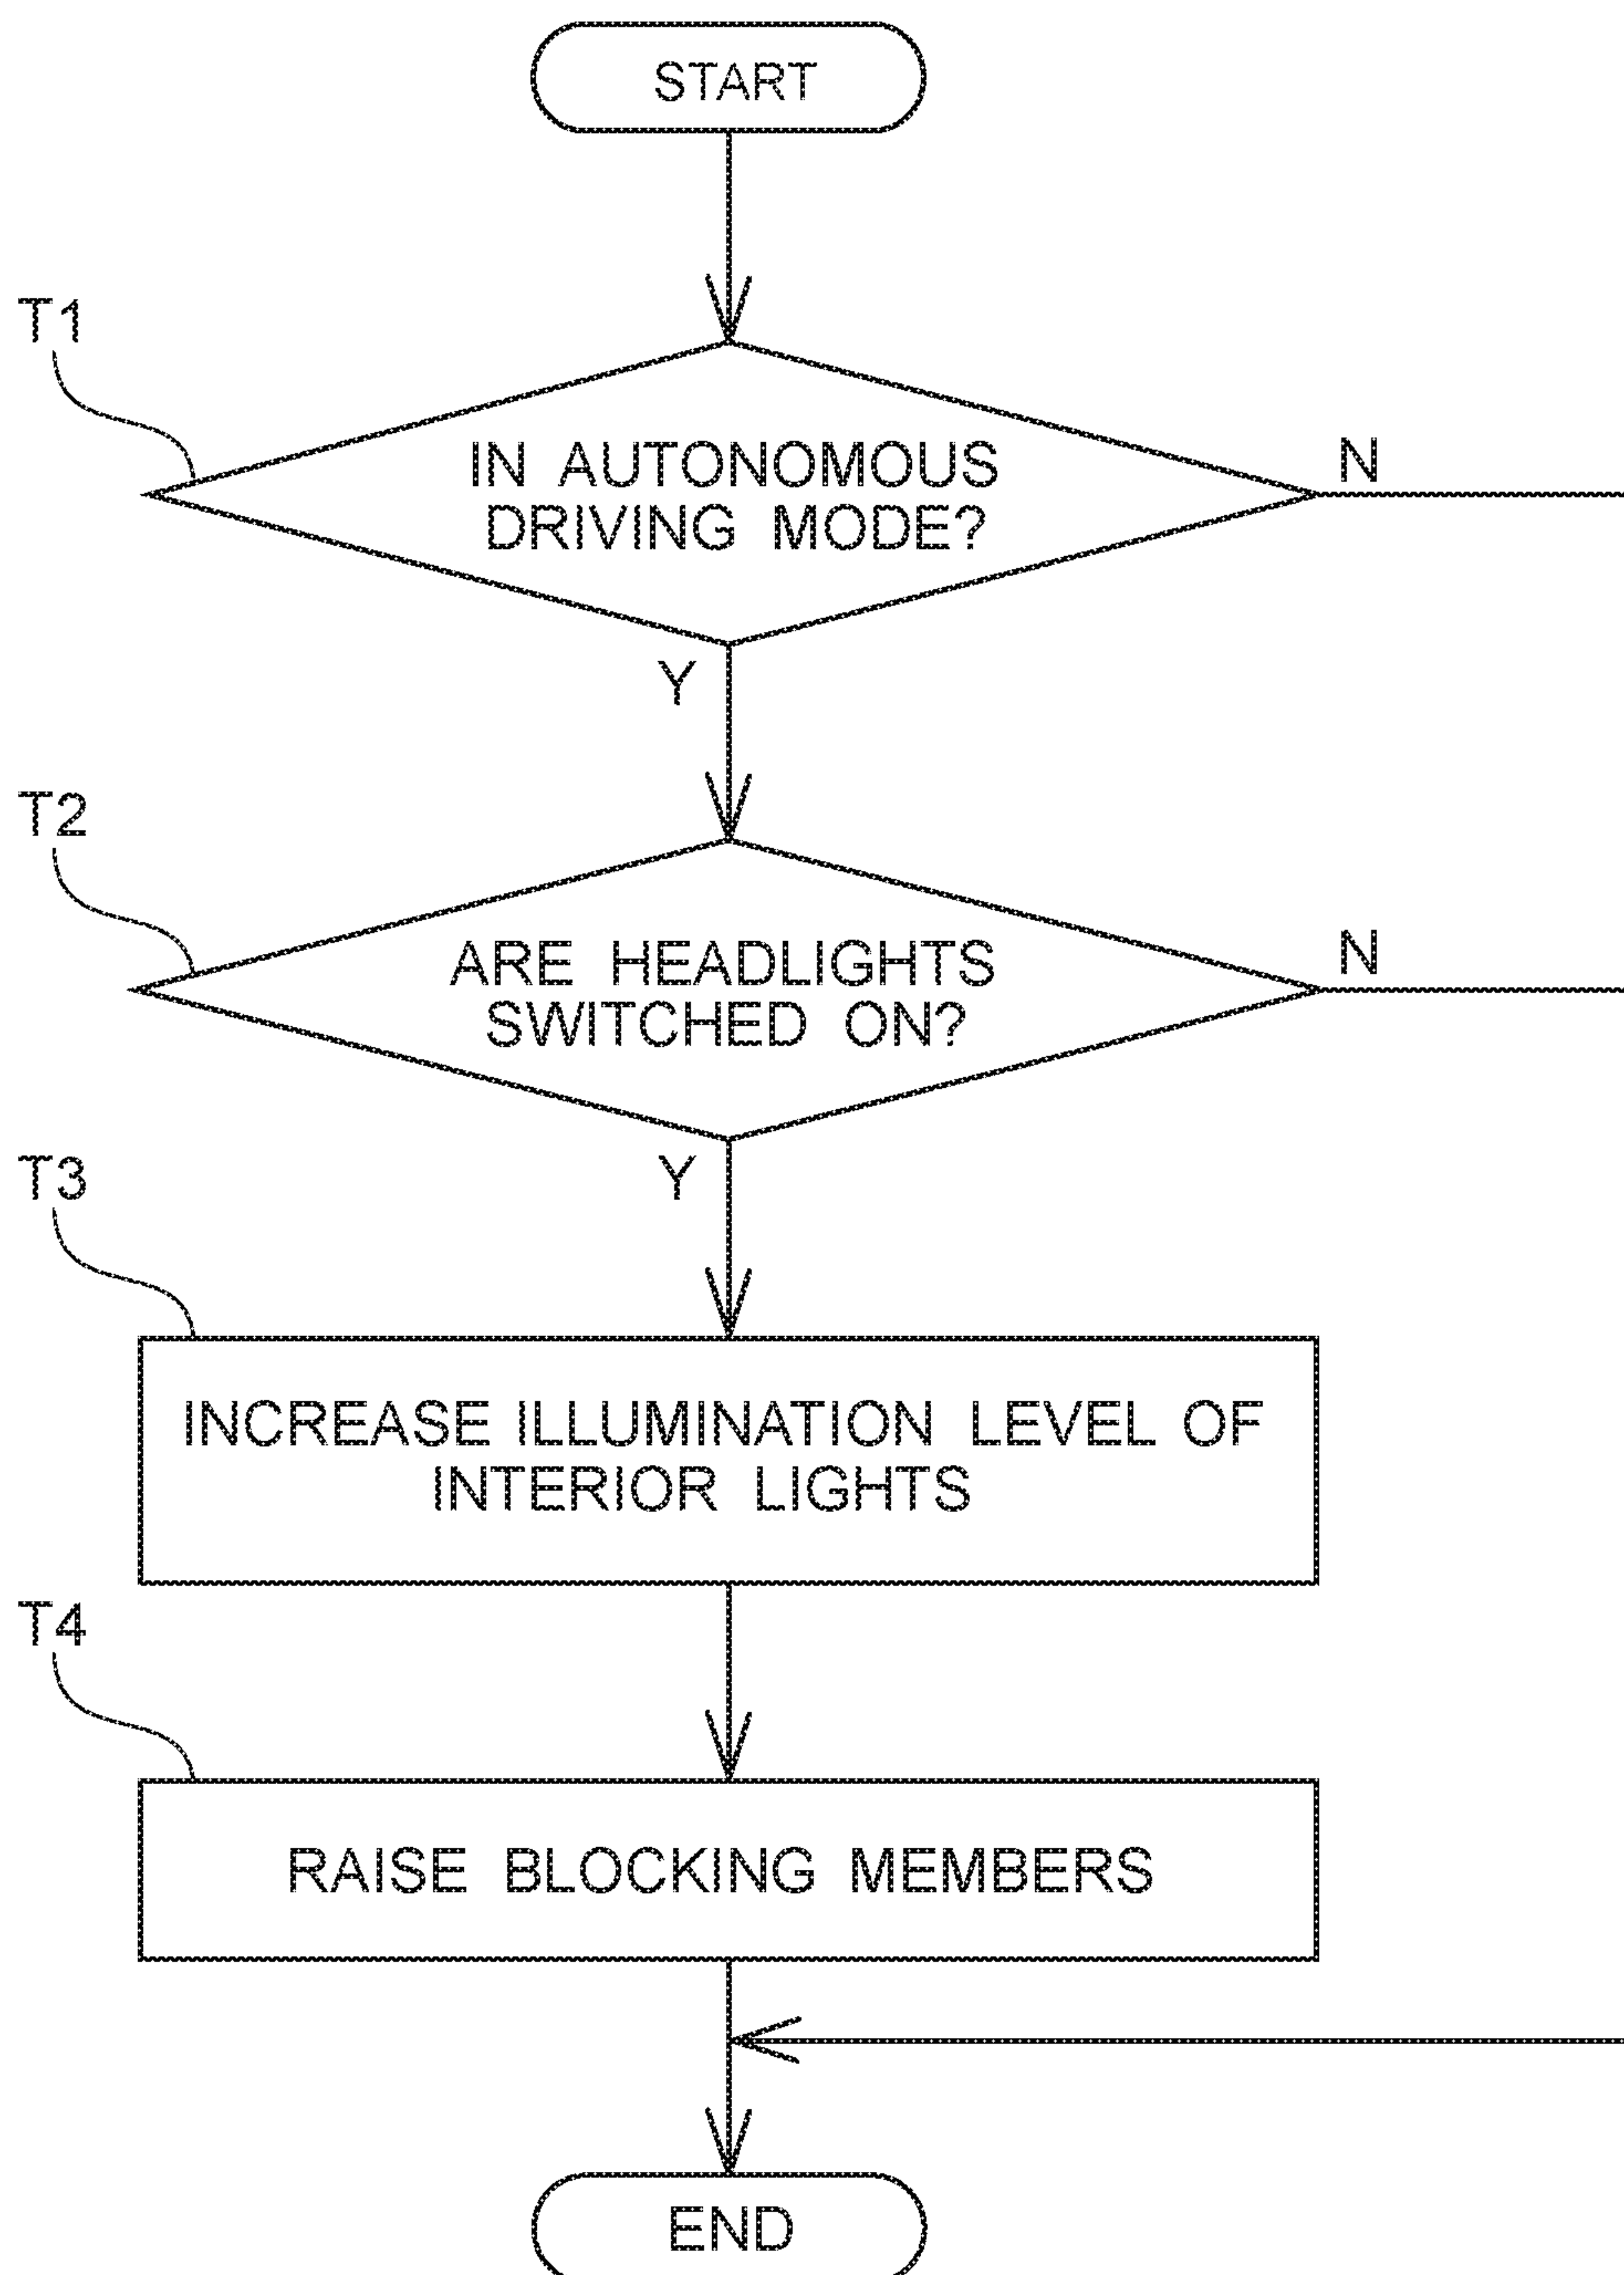 START
T1
IN AUTONOMOUS
DRIVING MODE?
N
Y
T2
ARE HEADLIGHTS
SWITCHED ON?
N
Y
T3
INCREASE ILLUMINATION LEVEL OF
INTERIOR LIGHTS
T4
RAISE BLOCKING MEMBERS
END